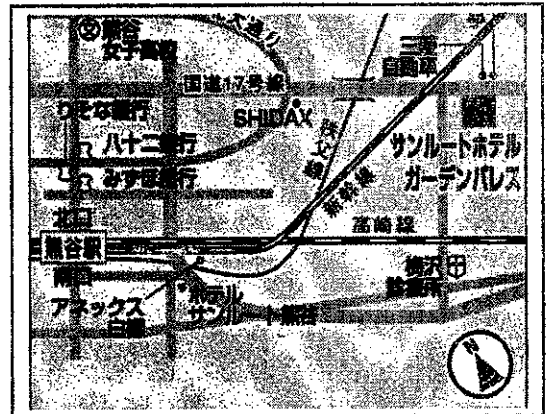 熊谷
女子高校
大通り
三菱
自動車
国道17号線
りそな銀行
SHIDAX
八十二銀行
みずほ銀行
秩父線
新幹線
サンルートホテル
ガーデンパレス
北口
高崎線
熊谷駅
南口
アネックス
ホテル
サンルート熊谷
診療所
N